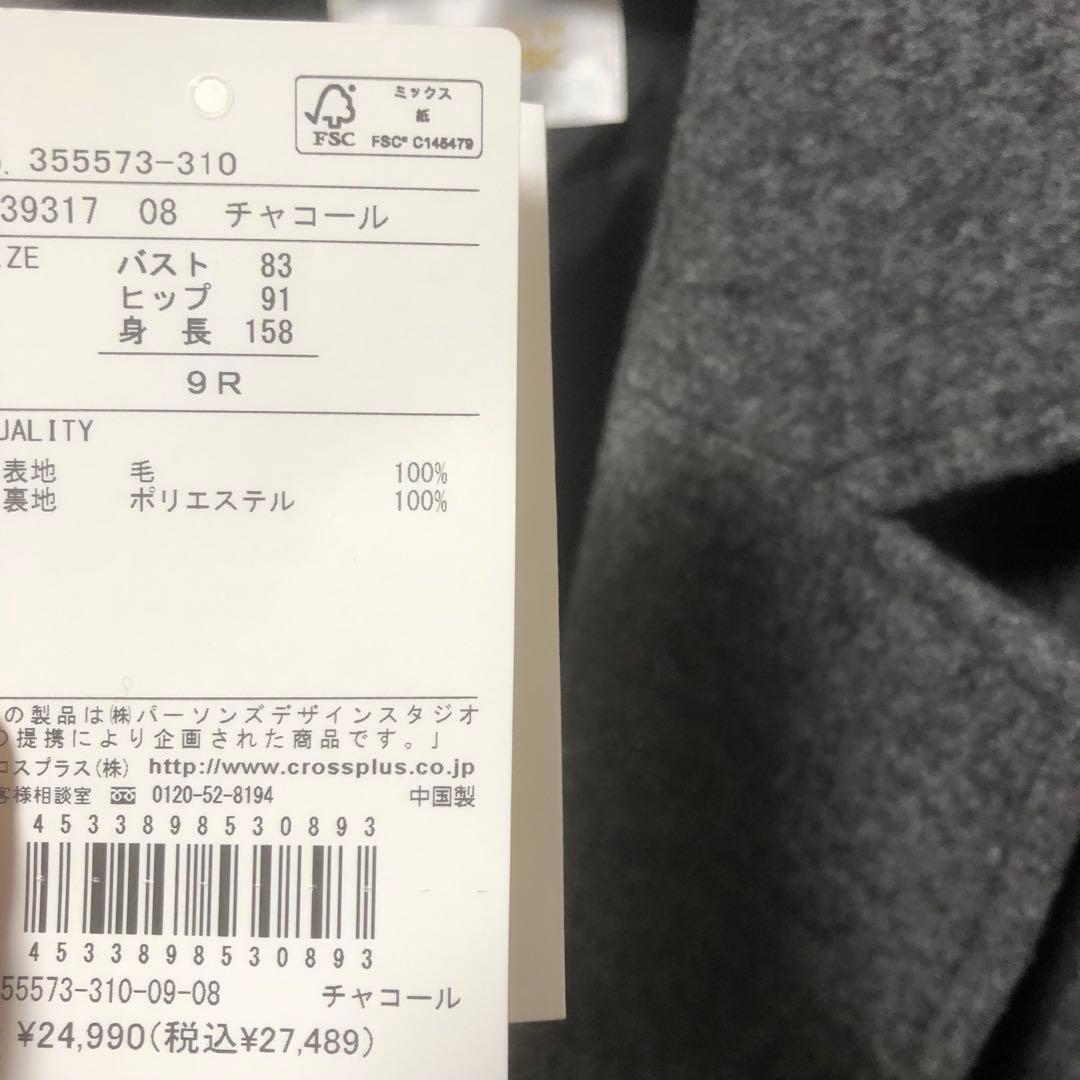 ミックス
紙
FSC
FSC® C145479
. 355573-310
39317 08 チャコール
ZE
バスト 83
ヒップ 91
身 長 158
9R
UALITY
表地 毛 100%
裏地 ポリエステル 100%
の製品は㈱パーソンズデザインスタジオ
の提携により企画された商品です。」
ロスプラス(株) http://www.crossplus.co.jp
客様相談室 0120-52-8194 中国製
4533898530893
4533898530893
55573-310-09-08 チャコール
¥24,990(税込¥27,489)